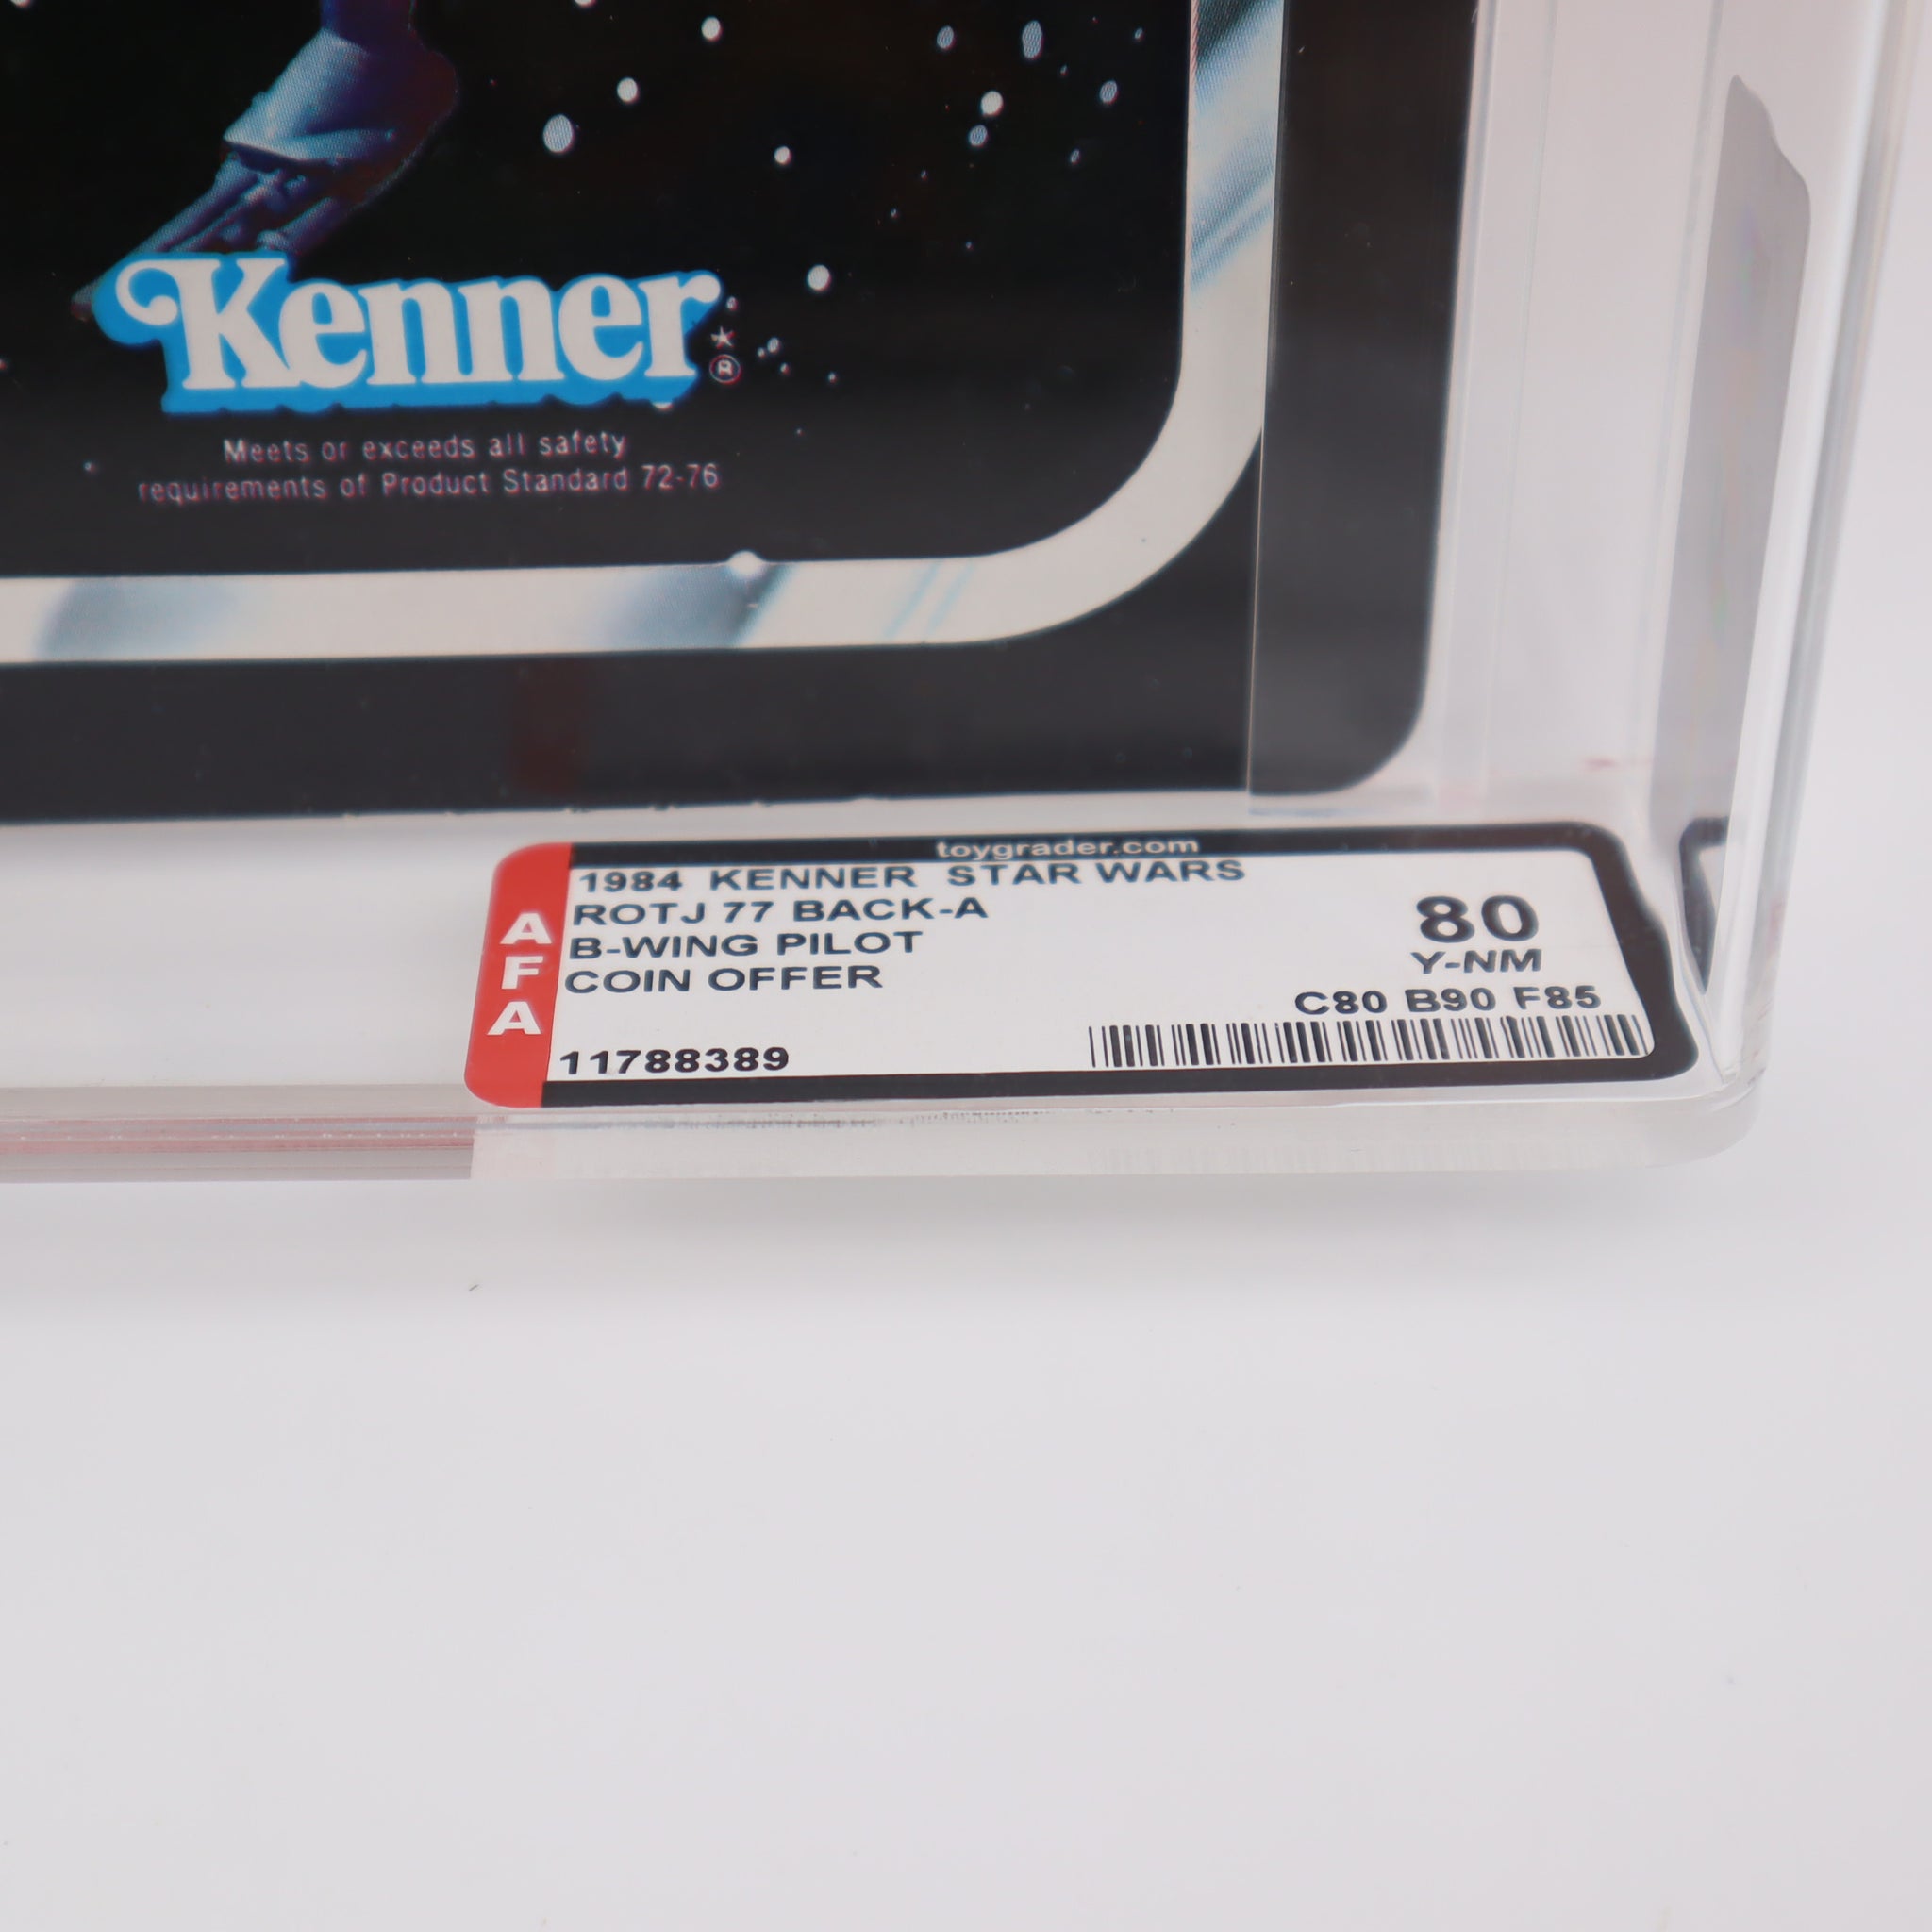 Kenner
®
Meets or exceeds all safety
requirements of Product Standard 72-76
toygrader.com
AFA
1984 KENNER STAR WARS
ROTJ 77 BACK-A
B-WING PILOT
COIN OFFER
11788389
80
Y-NM
C80 B90 F85